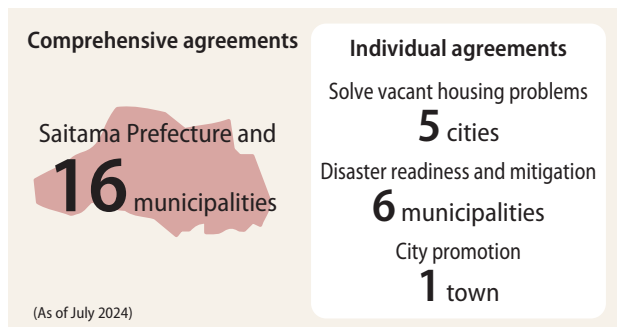 Comprehensive agreements
Saitama Prefecture and
16 municipalities
(As of July 2024)
Individual agreements
Solve vacant housing problems
5 cities
Disaster readiness and mitigation
6 municipalities
City promotion
1 town